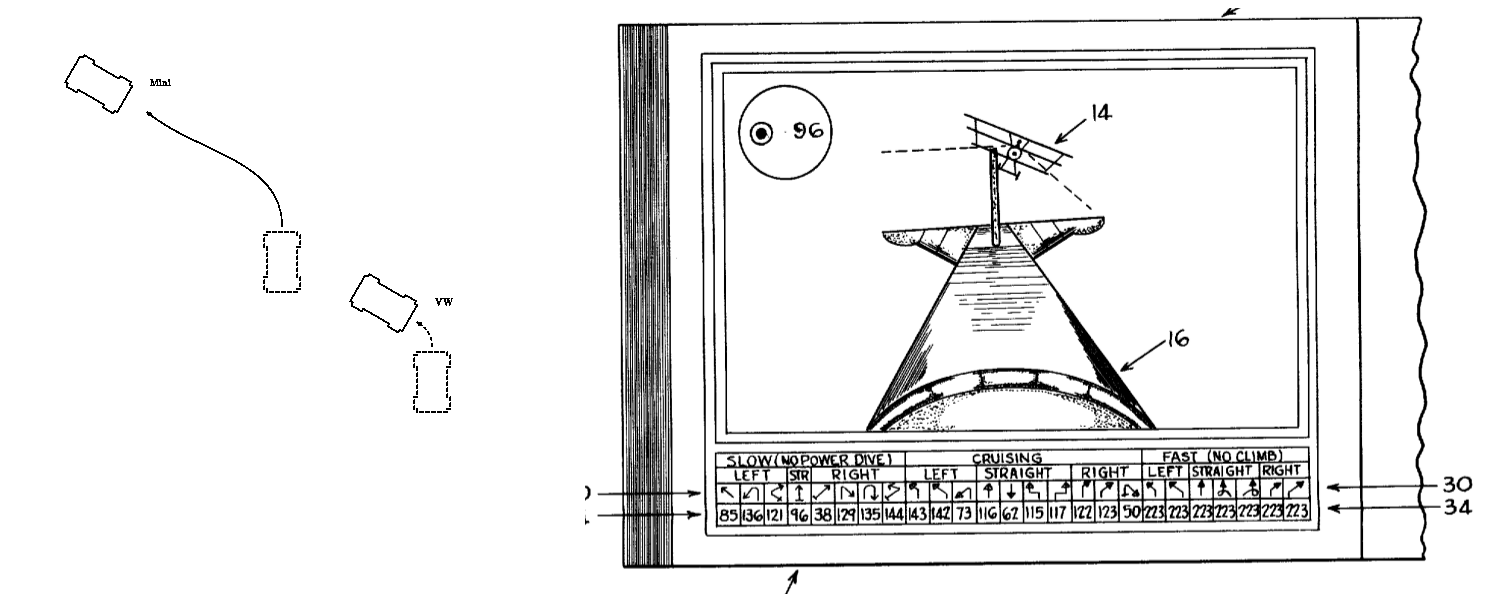 Mini
VW
96
14
16
SLOW (NO POWER DIVE) CRUISING FAST (NO CLIMB)
LEFT STR RIGHT LEFT STRAIGHT RIGHT LEFT STRAIGHT RIGHT
30
85 136 121 96 38 129 135 144 143 142 73 116 62 115 117 122 123 50 223 223 223 223 223 223 223
34